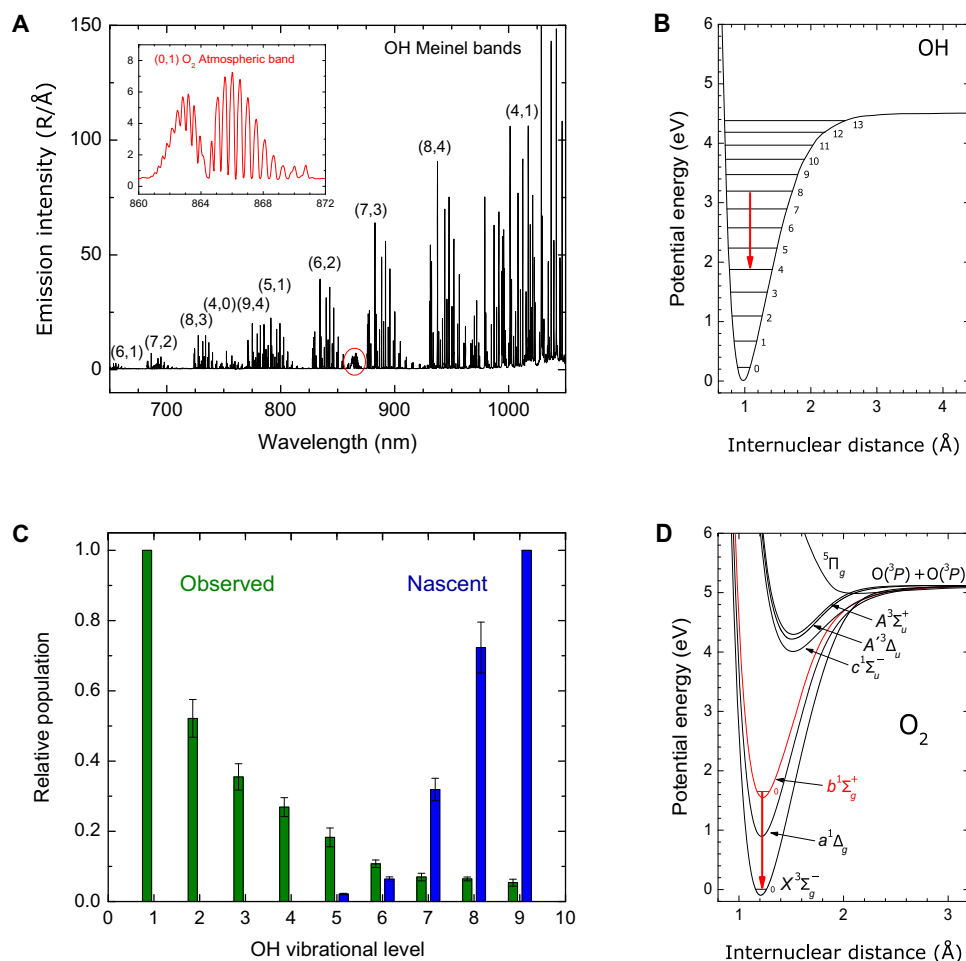 A
OH Meinel bands
(0,1) O₂ Atmospheric band
8
6
4
2
0
860 864 868 872
150
100
50
0
Emission intensity (R/Å)
(6,1)
(7,2)
(8,3)
(4,0)
(9,4)
(5,1)
(6,2)
(7,3)
(8,4)
(4,1)
700 800 900 1000
Wavelength (nm)
B
OH
6
5
4
3
2
1
0
Potential energy (eV)
13
12
11
10
9
8
7
6
5
4
3
2
1
0
1 2 3 4
Internuclear distance (Å)
C
Observed
Nascent
1.0
0.8
0.6
0.4
0.2
0.0
Relative population
0 1 2 3 4 5 6 7 8 9 10
OH vibrational level
D
6
5
4
3
2
1
0
Potential energy (eV)
⁵Πg
O(³P) + O(³P)
A³Σu⁺
A'³Δu
c¹Σu⁻
O₂
b¹Σg⁺
0
a¹Δg
X³Σg⁻
0
1 2 3
Internuclear distance (Å)